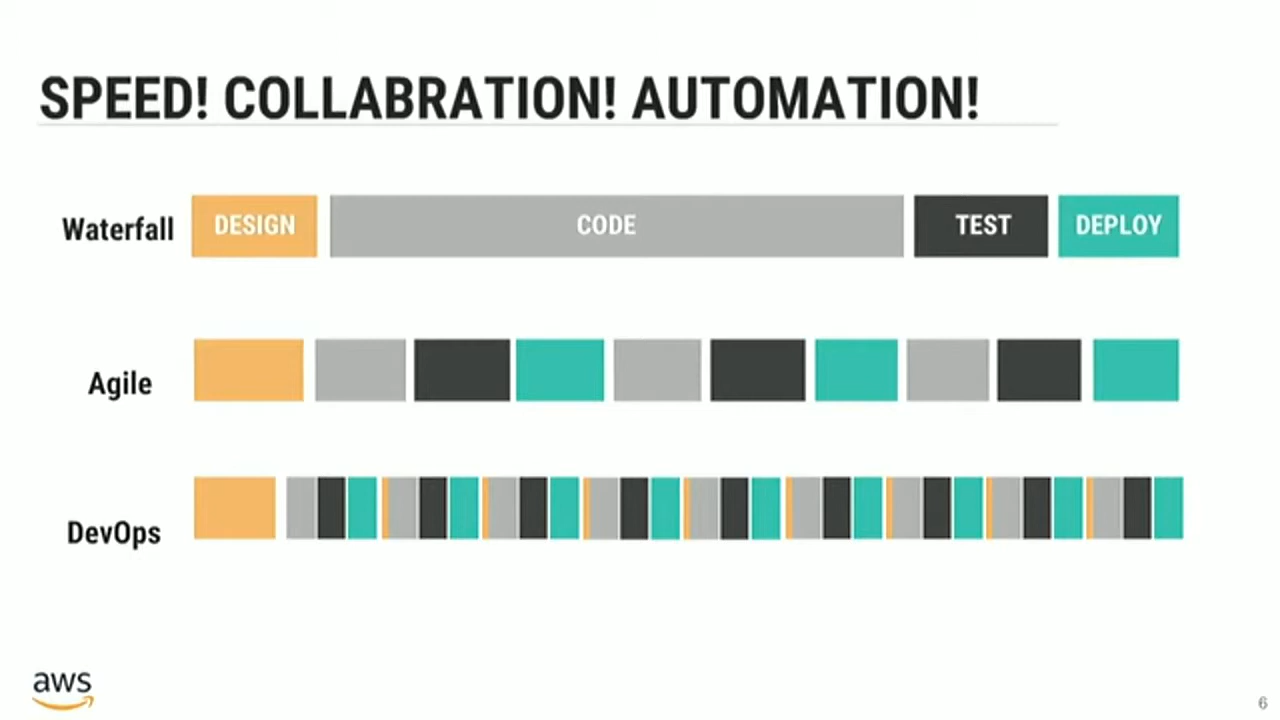 SPEED! COLLABRATION! AUTOMATION!
Waterfall DESIGN CODE TEST DEPLOY
Agile
DevOps
aws
6